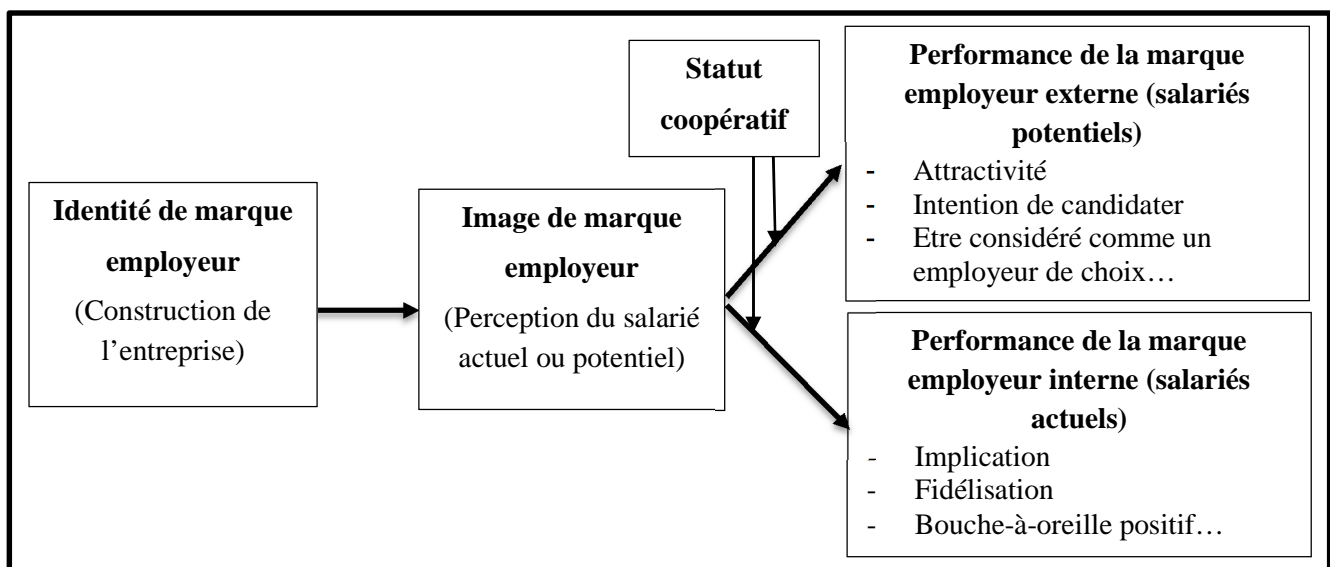 Identité de marque
employeur
(Construction de
l’entreprise)
Image de marque
employeur
(Perception du salarié
actuel ou potentiel)
Statut
coopératif
Performance de la marque
employeur externe (salariés
potentiels)
- Attractivité
- Intention de candidater
- Etre considéré comme un
employeur de choix…
Performance de la marque
employeur interne (salariés
actuels)
- Implication
- Fidélisation
- Bouche-à-oreille positif…